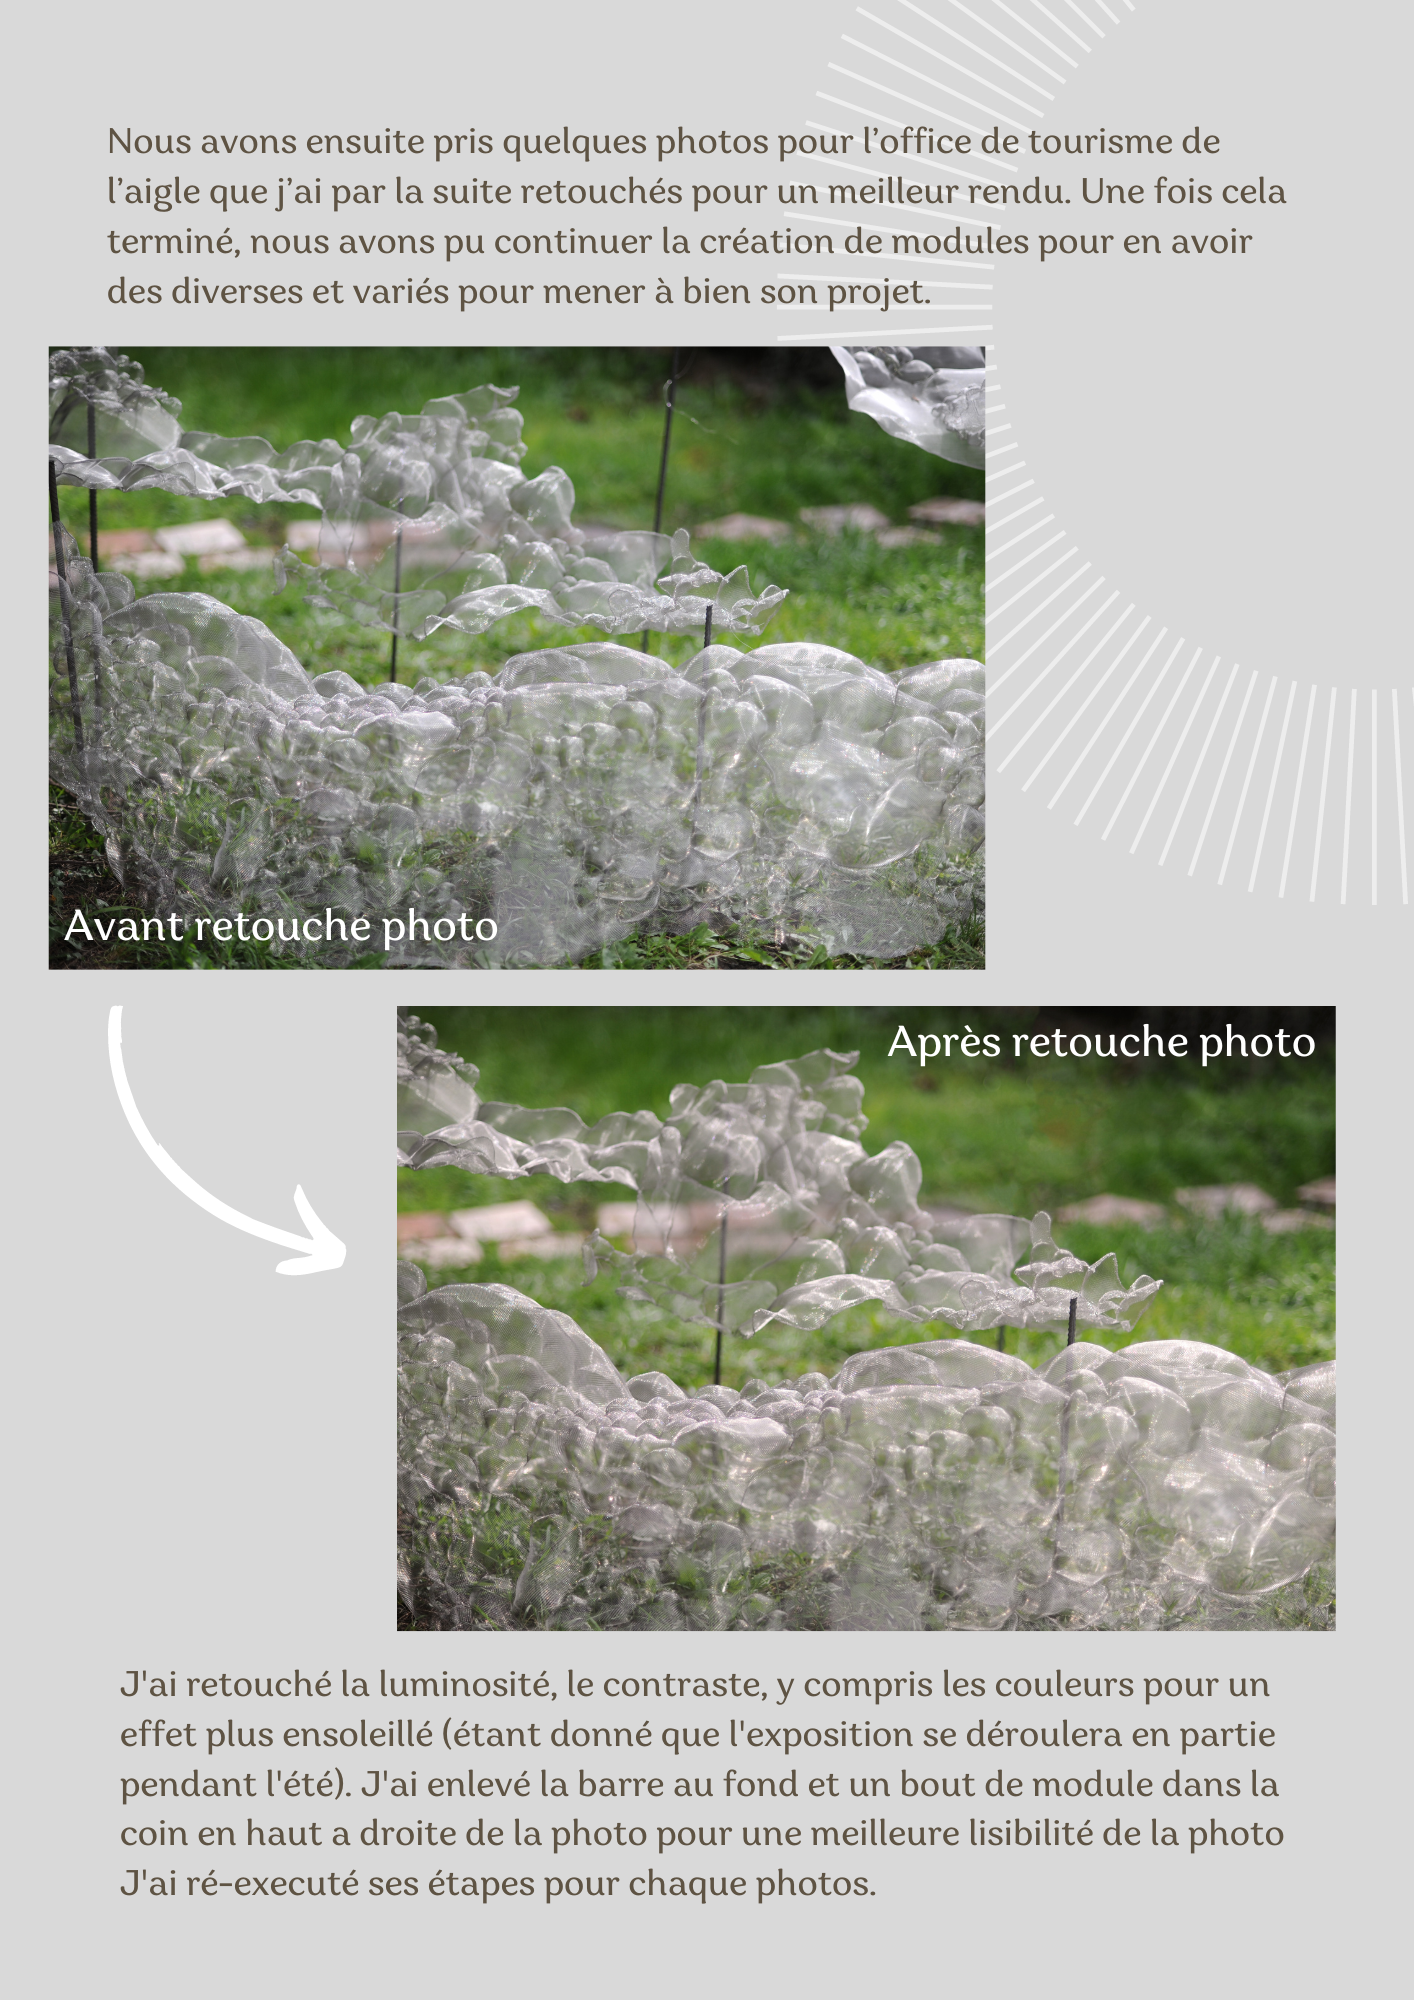 Nous avons ensuite pris quelques photos pour l’office de tourisme de
l’aigle que j’ai par la suite retouchés pour un meilleur rendu. Une fois cela
terminé, nous avons pu continuer la création de modules pour en avoir
des diverses et variés pour mener à bien son projet.
Avant retouche photo
Après retouche photo
J'ai retouché la luminosité, le contraste, y compris les couleurs pour un
effet plus ensoleillé (étant donné que l'exposition se déroulera en partie
pendant l'été). J'ai enlevé la barre au fond et un bout de module dans la
coin en haut a droite de la photo pour une meilleure lisibilité de la photo
J'ai ré-executé ses étapes pour chaque photos.